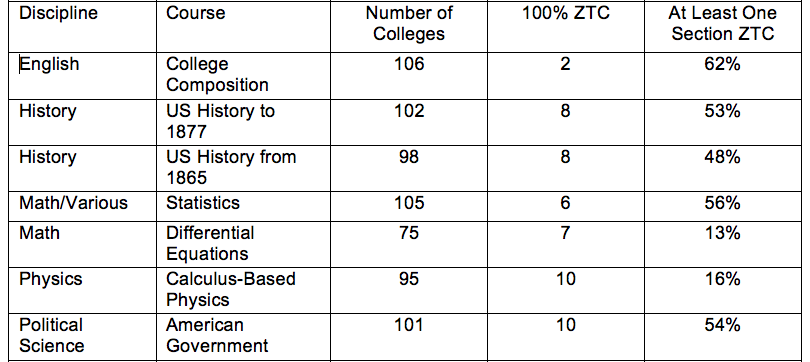 Discipline Course Number of Colleges 100% ZTC At Least One Section ZTC
English College Composition 106 2 62%
History US History to 1877 102 8 53%
History US History from 1865 98 8 48%
Math/Various Statistics 105 6 56%
Math Differential Equations 75 7 13%
Physics Calculus-Based Physics 95 10 16%
Political Science American Government 101 10 54%